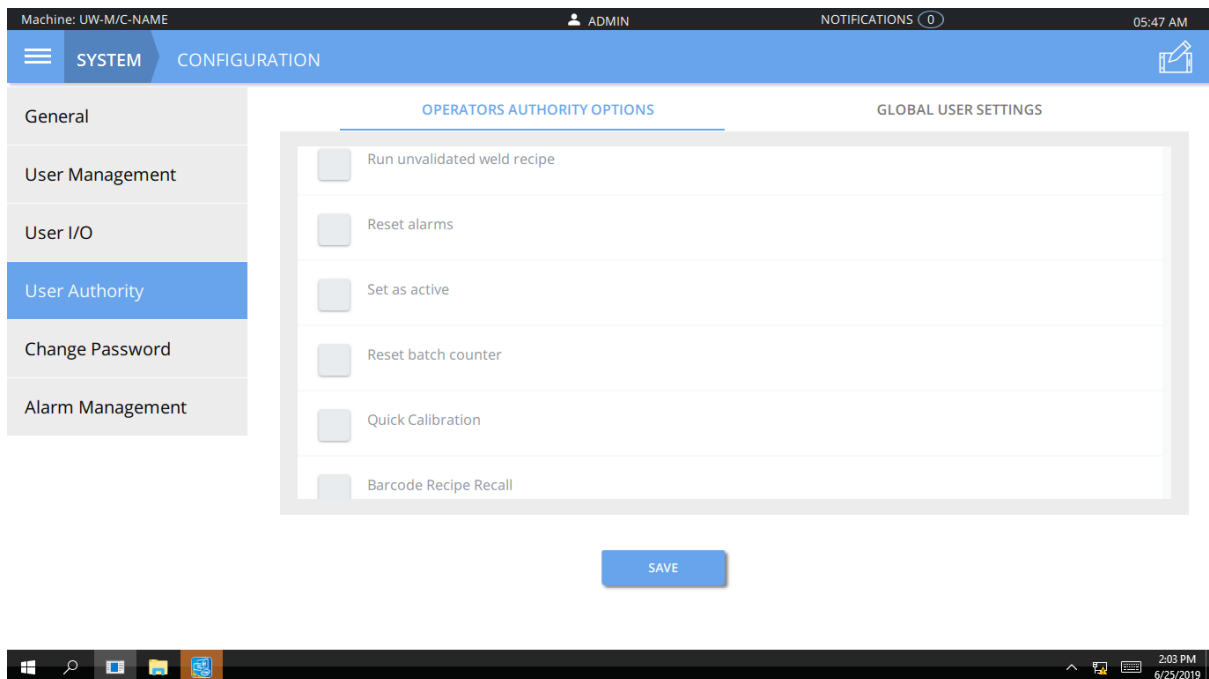 Machine: UW-M/C-NAME ADMIN NOTIFICATIONS 0 05:47 AM
SYSTEM CONFIGURATION
General
User Management
User I/O
User Authority
Change Password
Alarm Management
OPERATORS AUTHORITY OPTIONS GLOBAL USER SETTINGS
Run unvalidated weld recipe
Reset alarms
Set as active
Reset batch counter
Quick Calibration
Barcode Recipe Recall
SAVE
2:03 PM
6/25/2019